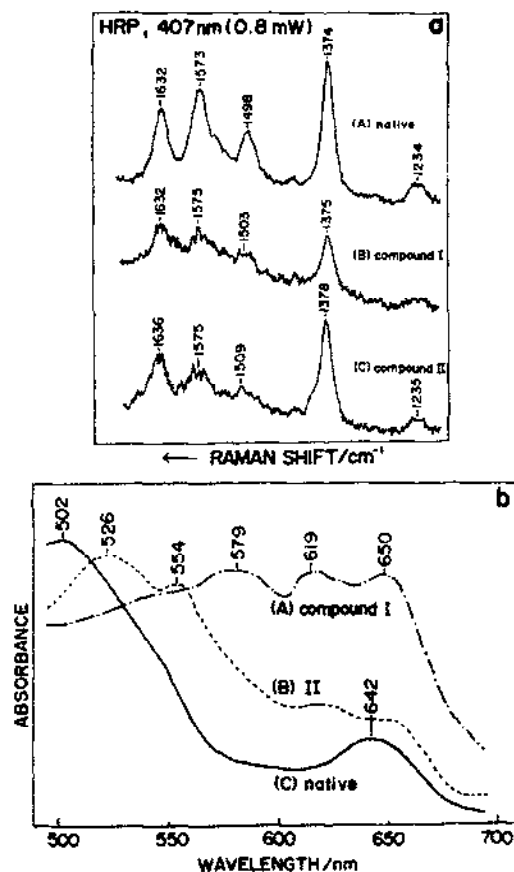 HRP, 407nm (0.8 mW) a
1632
1573
1498
1374
1234
(A) native
1632
1575
1503
1375
(B) compound I
1636
1575
1509
1378
1235
(C) compound II
← RAMAN SHIFT/cm⁻¹
b
502
526
554
579
619
650
(A) compound I
(B) II
642
(C) native
ABSORBANCE
500 550 600 650 700
WAVELENGTH/nm